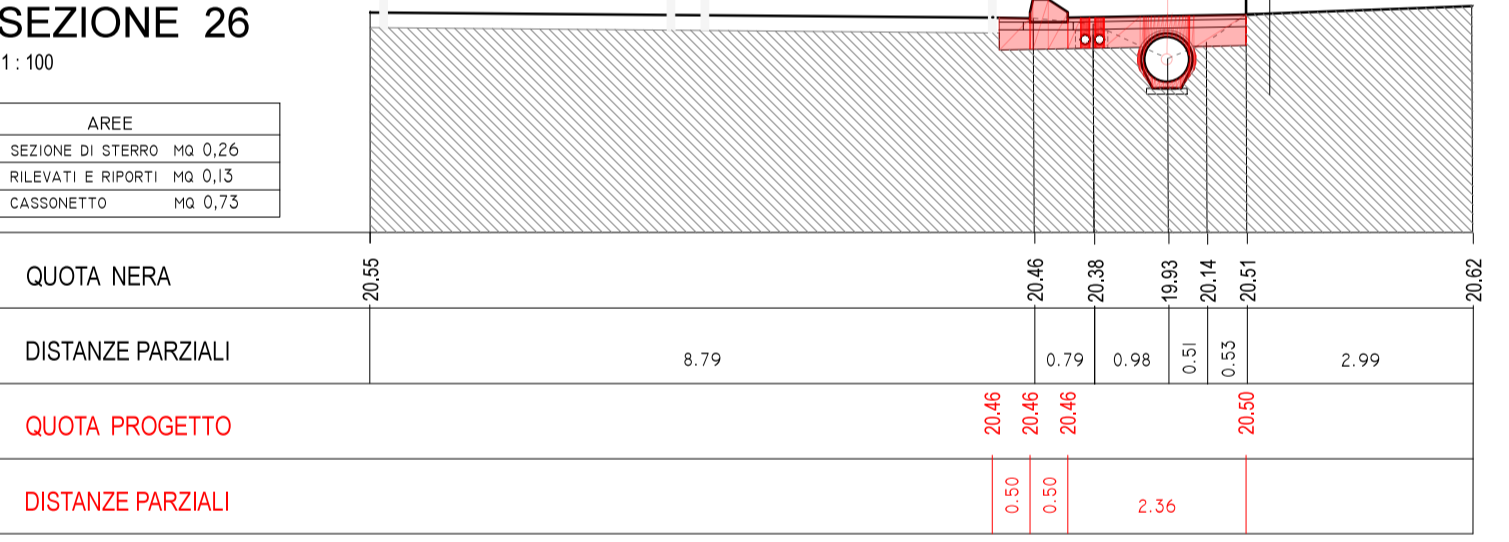 SEZIONE 26
1 : 100
AREE
SEZIONE DI STERRO MQ 0,26
RILEVATI E RIPORTI MQ 0,13
CASSONETTO MQ 0,73
QUOTA NERA 20.55 20.46 20.38 19.93 20.14 20.51 20.62
DISTANZE PARZIALI 8.79 0.79 0.98 0.51 0.53 2.99
QUOTA PROGETTO 20.46 20.46 20.46 20.50
DISTANZE PARZIALI 0.50 0.50 2.36